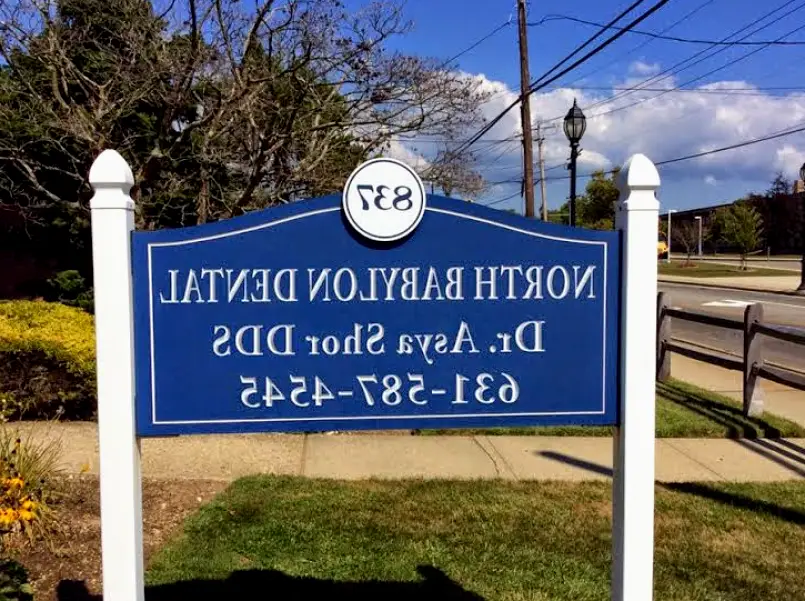 837
NORTH BABYLON DENTAL
Dr. Asya Shor DDS
631-587-4545